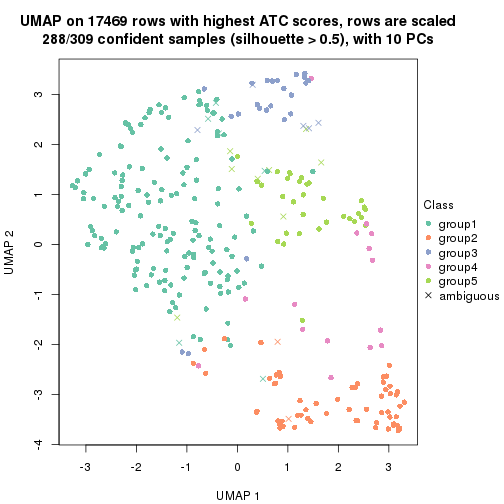 UMAP on 17469 rows with highest ATC scores, rows are scaled
288/309 confident samples (silhouette > 0.5), with 10 PCs
3
2
1
0
-1
-2
-3
-4
UMAP 2
-3
-2
-1
0
1
2
3
UMAP 1
Class
group1
group2
group3
group4
group5
ambiguous